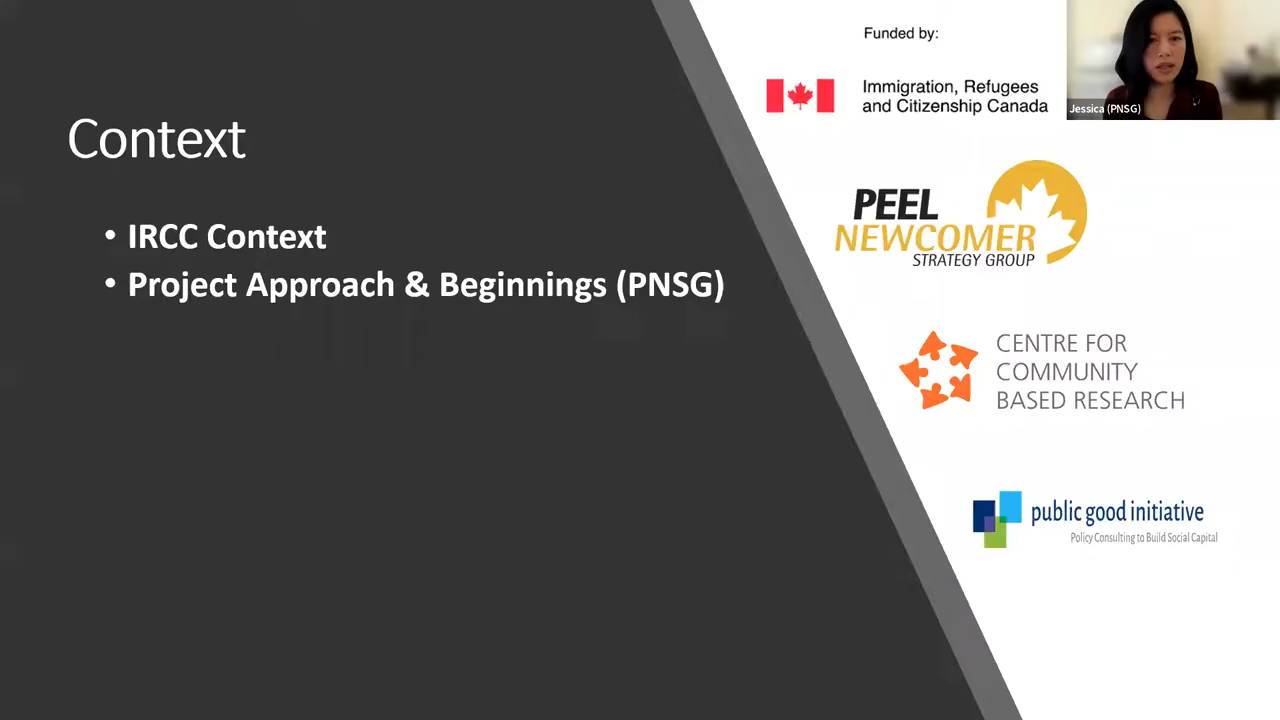 Context
• IRCC Context
• Project Approach & Beginnings (PNSG)
Funded by:
Immigration, Refugees
and Citizenship Canada
Jessica (PNSG)
PEEL
NEWCOMER
STRATEGY GROUP
CENTRE FOR
COMMUNITY
BASED RESEARCH
public good initiative
Policy Consulting to Build Social Capital